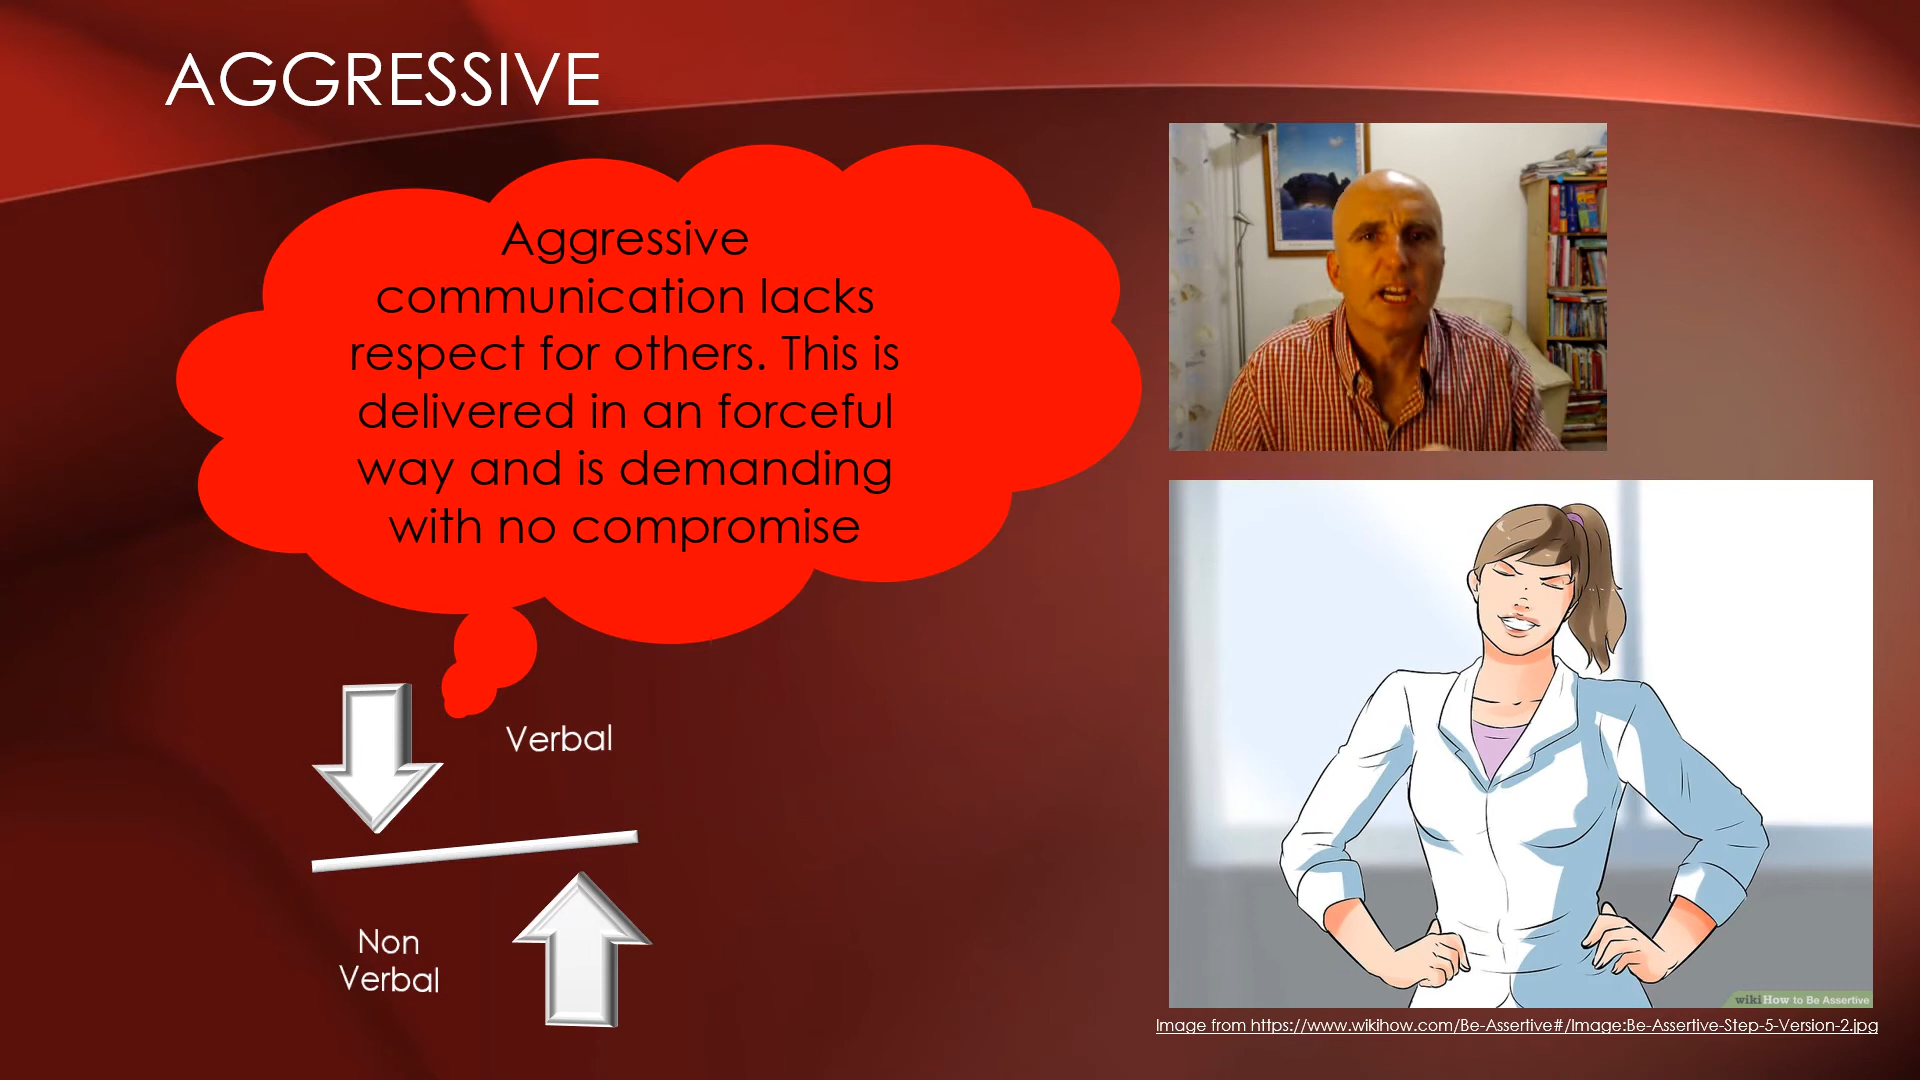 AGGRESSIVE
Aggressive
communication lacks
respect for others. This is
delivered in an forceful
way and is demanding
with no compromise
Verbal
Non
Verbal
wikiHow to Be Assertive
Image from https://www.wikihow.com/Be-Assertive#/Image:Be-Assertive-Step-5-Version-2.jpg